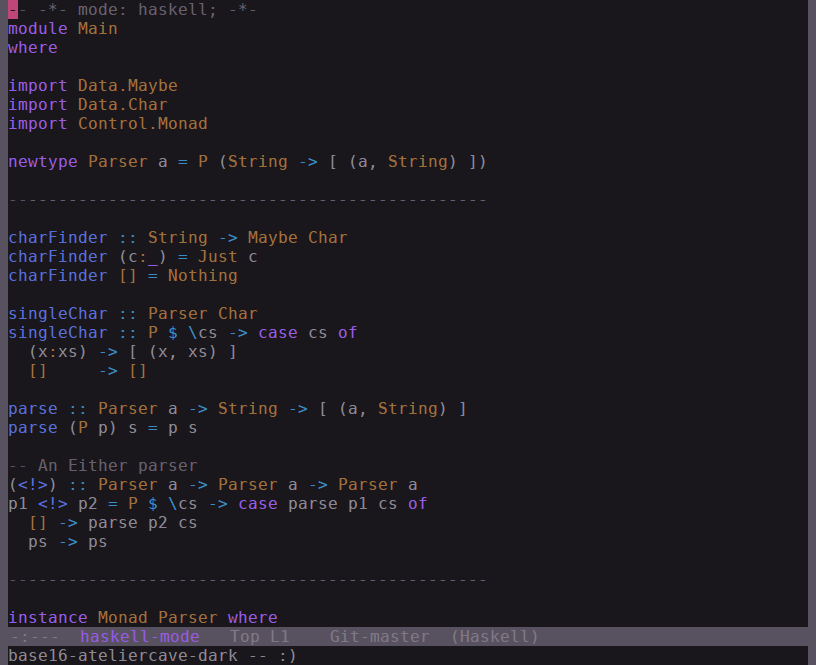 -- -*- mode: haskell; -*-
module Main
where
import Data.Maybe
import Data.Char
import Control.Monad
newtype Parser a = P (String -> [ (a, String) ])
------------------------------------------------
charFinder :: String -> Maybe Char
charFinder (c:_) = Just c
charFinder [] = Nothing
singleChar :: Parser Char
singleChar :: P $ \cs -> case cs of
  (x:xs) -> [ (x, xs) ]
  []     -> []
parse :: Parser a -> String -> [ (a, String) ]
parse (P p) s = p s
-- An Either parser
(<!>) :: Parser a -> Parser a -> Parser a
p1 <!> p2 = P $ \cs -> case parse p1 cs of
  [] -> parse p2 cs
  ps -> ps
------------------------------------------------
instance Monad Parser where
-:---  haskell-mode   Top L1    Git-master  (Haskell)
base16-ateliercave-dark -- :)